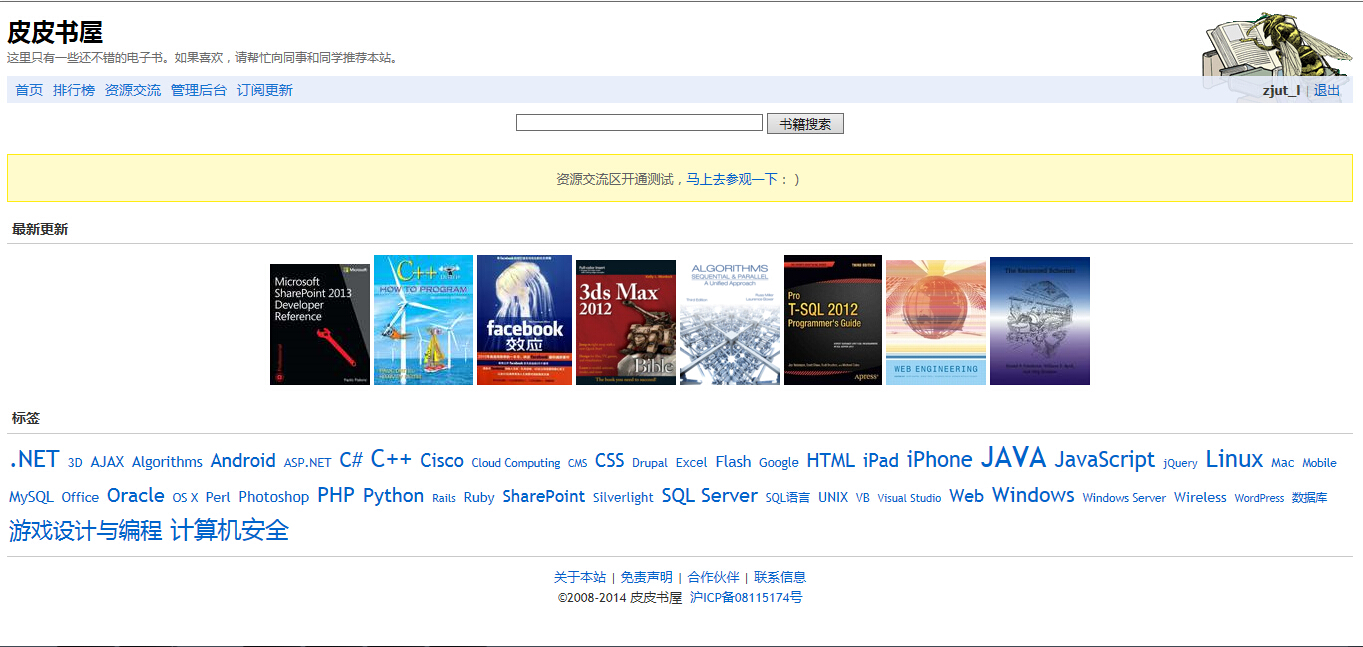 皮皮书屋
这里只有一些还不错的电子书。如果喜欢，请帮忙向同事和同学推荐本站。
首页 排行榜 资源交流 管理后台 订阅更新
zjut_l | 退出
书籍搜索
资源交流区开通测试，马上去参观一下：)
最新更新
Microsoft
Microsoft
SharePoint 2013
Developer
Reference
C++
HOW TO PROGRAM
facebook
效应
3ds Max
2012
Bible
ALGORITHMS
SEQUENTIAL & PARALLEL
A Unified Approach
THIRD EDITION
Pro
T-SQL 2012
Programmer's Guide
Apress
WEB ENGINEERING
The Reasoned Schemer
标签
.NET 3D AJAX Algorithms Android ASP.NET C# C++ Cisco Cloud Computing CMS CSS Drupal Excel Flash Google HTML iPad iPhone JAVA JavaScript jQuery Linux Mac Mobile
MySQL Office Oracle OS X Perl Photoshop PHP Python Rails Ruby SharePoint Silverlight SQL Server SQL语言 UNIX VB Visual Studio Web Windows Windows Server Wireless WordPress 数据库
游戏设计与编程 计算机安全
关于本站 | 免责声明 | 合作伙伴 | 联系信息
©2008-2014 皮皮书屋 沪ICP备08115174号